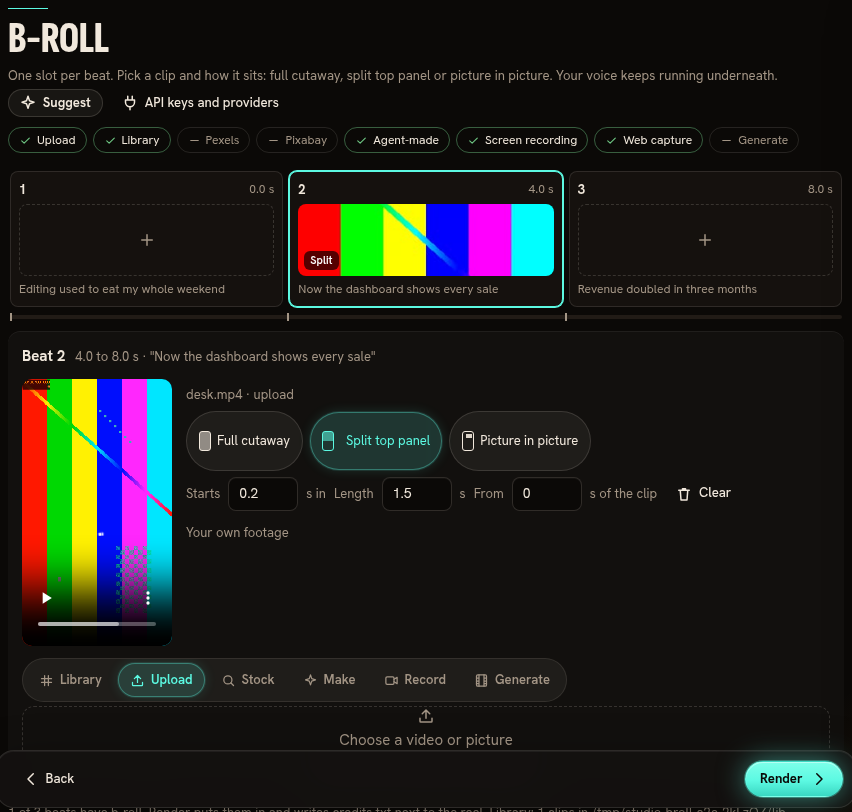 B-ROLL
One slot per beat. Pick a clip and how it sits: full cutaway, split top panel or picture in picture. Your voice keeps running underneath.
Suggest API keys and providers
Upload Library Pexels Pixabay Agent-made Screen recording Web capture Generate
1 0.0 s 2 4.0 s 3 8.0 s
Split
Editing used to eat my whole weekend Now the dashboard shows every sale Revenue doubled in three months
Beat 2 4.0 to 8.0 s · "Now the dashboard shows every sale"
desk.mp4 · upload
Full cutaway Split top panel Picture in picture
Starts 0.2 s in Length 1.5 s From 0 s of the clip Clear
Your own footage
Library Upload Stock Make Record Generate
Choose a video or picture
Back Render